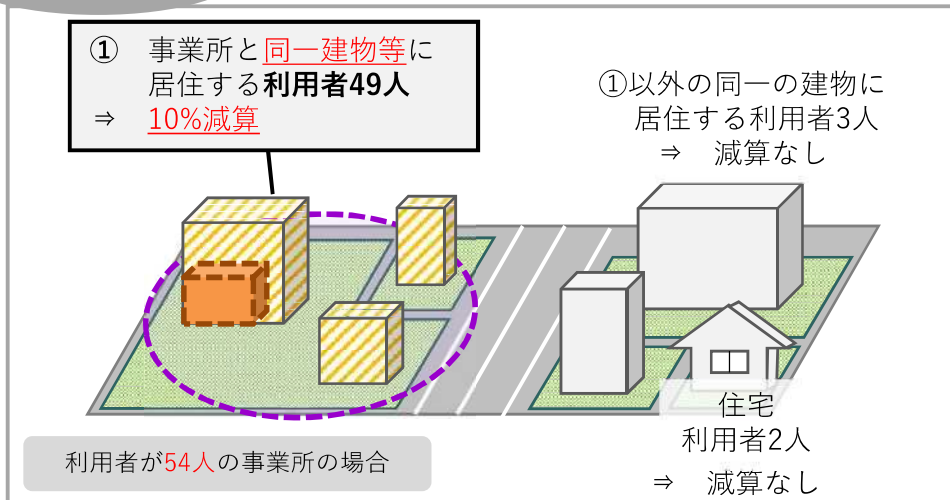 ① 事業所と同一建物等に
居住する利用者49人
⇒ 10%減算
①以外の同一の建物に
居住する利用者3人
⇒ 減算なし
住宅
利用者2人
⇒ 減算なし
利用者が54人の事業所の場合